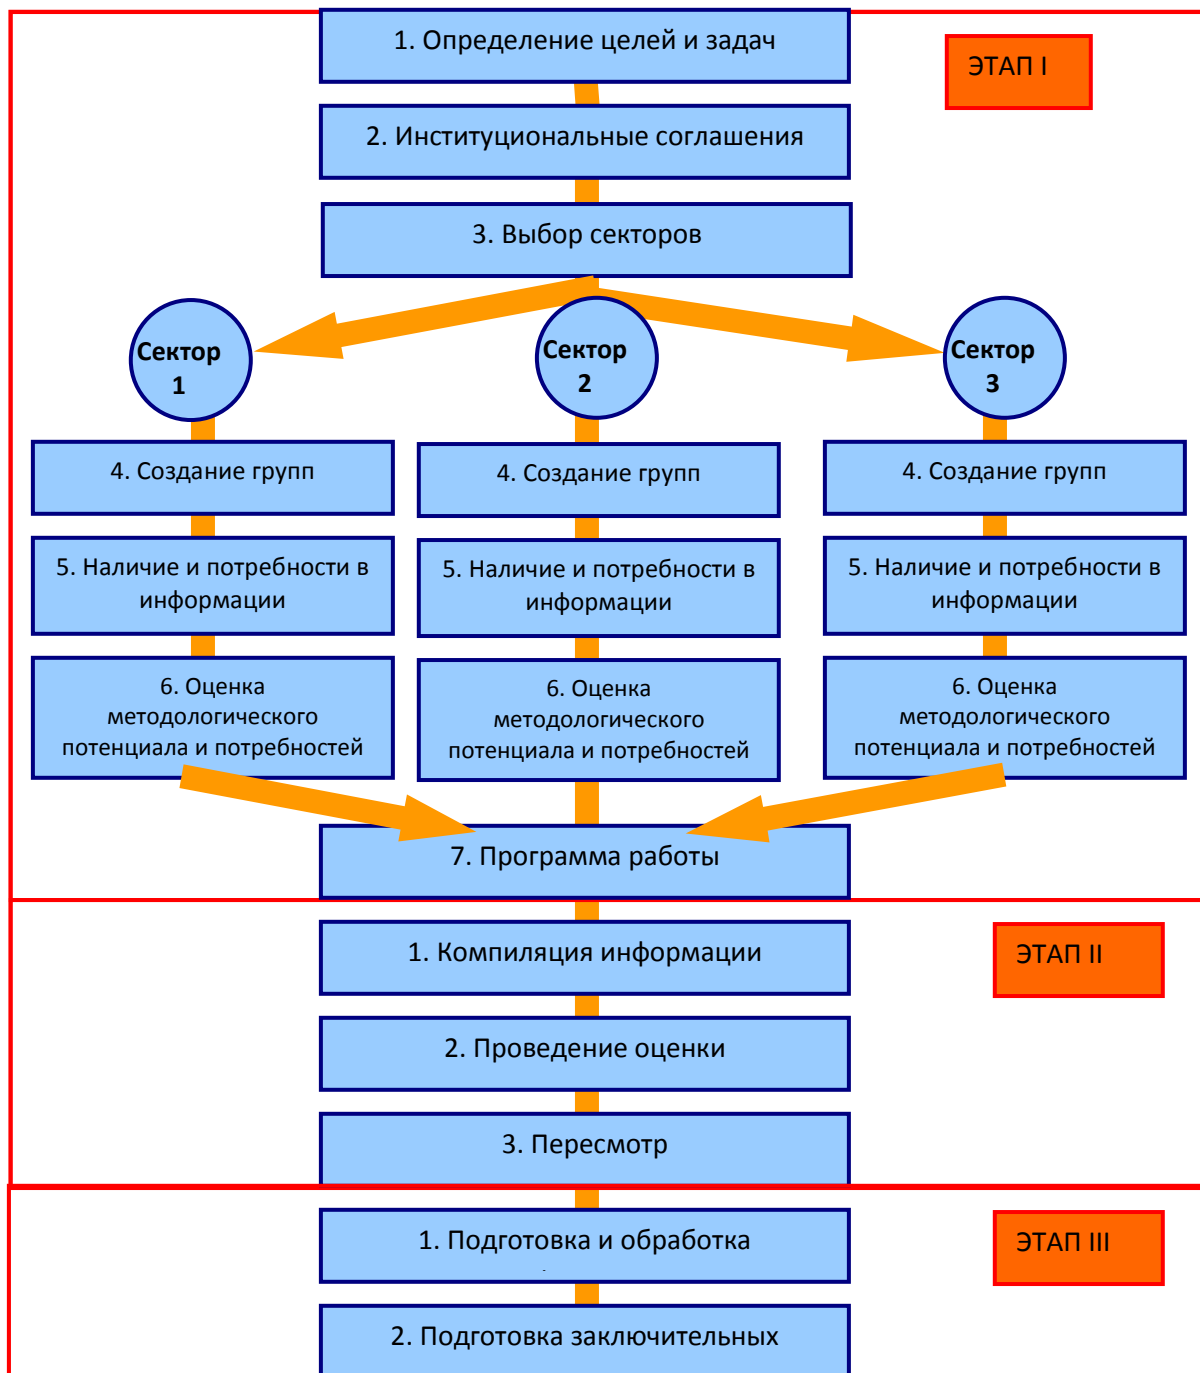 1. Определение целей и задач
ЭТАП I
2. Институциональные соглашения
3. Выбор секторов
Сектор
1
Сектор
2
Сектор
3
4. Создание групп
5. Наличие и потребности в
информации
6. Оценка
методологического
потенциала и потребностей
4. Создание групп
5. Наличие и потребности в
информации
6. Оценка
методологического
потенциала и потребностей
4. Создание групп
5. Наличие и потребности в
информации
6. Оценка
методологического
потенциала и потребностей
7. Программа работы
1. Компиляция информации
ЭТАП II
2. Проведение оценки
3. Пересмотр
1. Подготовка и обработка
ЭТАП III
2. Подготовка заключительных